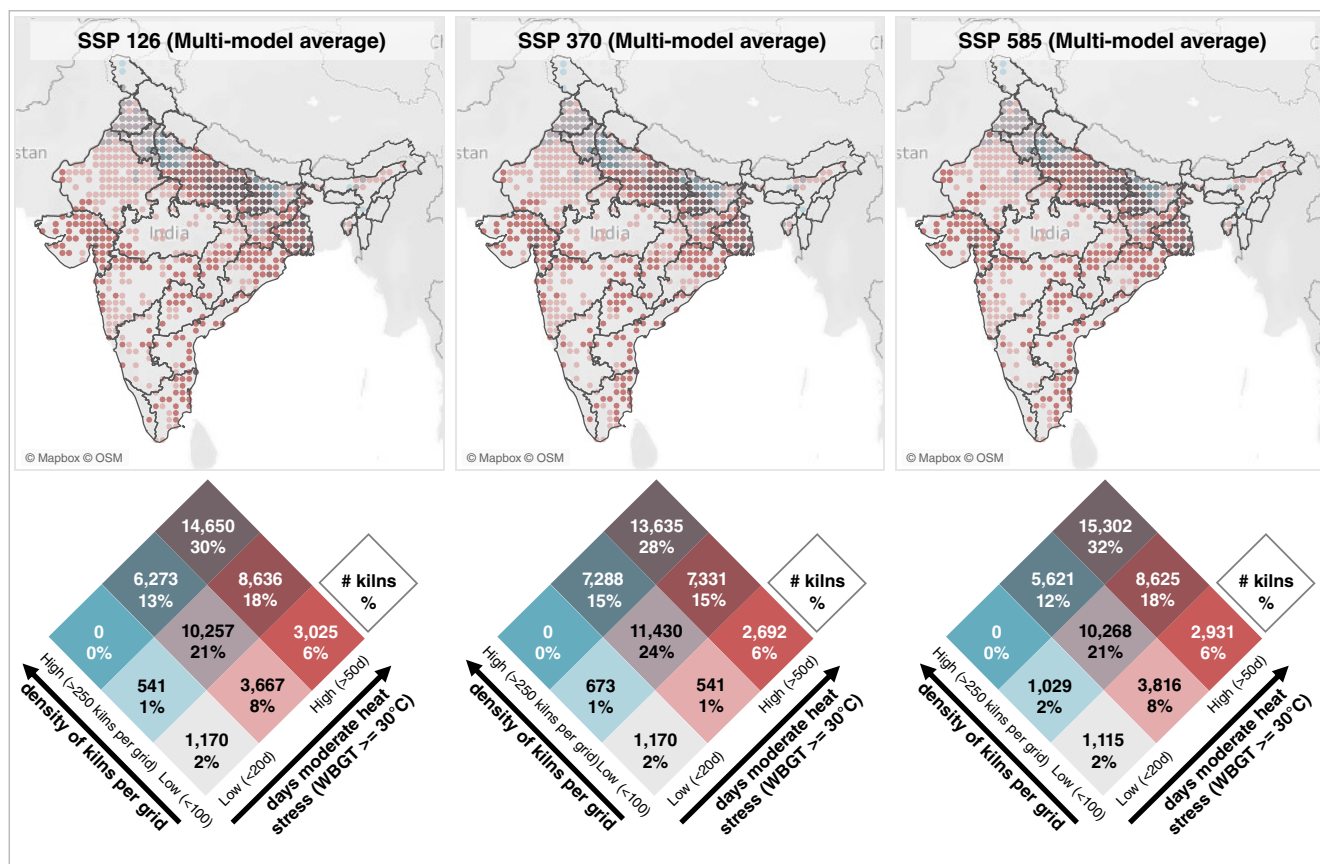 SSP 126 (Multi-model average)
Ch
stan
India
© Mapbox © OSM
SSP 370 (Multi-model average)
Ch
stan
India
© Mapbox © OSM
SSP 585 (Multi-model average)
Ch
stan
India
© Mapbox © OSM
14,650
30%
6,273
13%
8,636
18%
# kilns
%
0
0%
10,257
21%
3,025
6%
541
1%
3,667
8%
1,170
2%
High (>250 kilns per grid)
Low (<100)
density of kilns per grid
Low (<20d)
High (>50d)
days moderate heat
stress (WBGT >= 30°C)
13,635
28%
7,288
15%
7,331
15%
# kilns
%
0
0%
11,430
24%
2,692
6%
673
1%
541
1%
1,170
2%
High (>250 kilns per grid)
Low (<100)
density of kilns per grid
Low (<20d)
High (>50d)
days moderate heat
stress (WBGT >= 30°C)
15,302
32%
5,621
12%
8,625
18%
# kilns
%
0
0%
10,268
21%
2,931
6%
1,029
2%
3,816
8%
1,115
2%
High (>250 kilns per grid)
Low (<100)
density of kilns per grid
Low (<20d)
High (>50d)
days moderate heat
stress (WBGT >= 30°C)